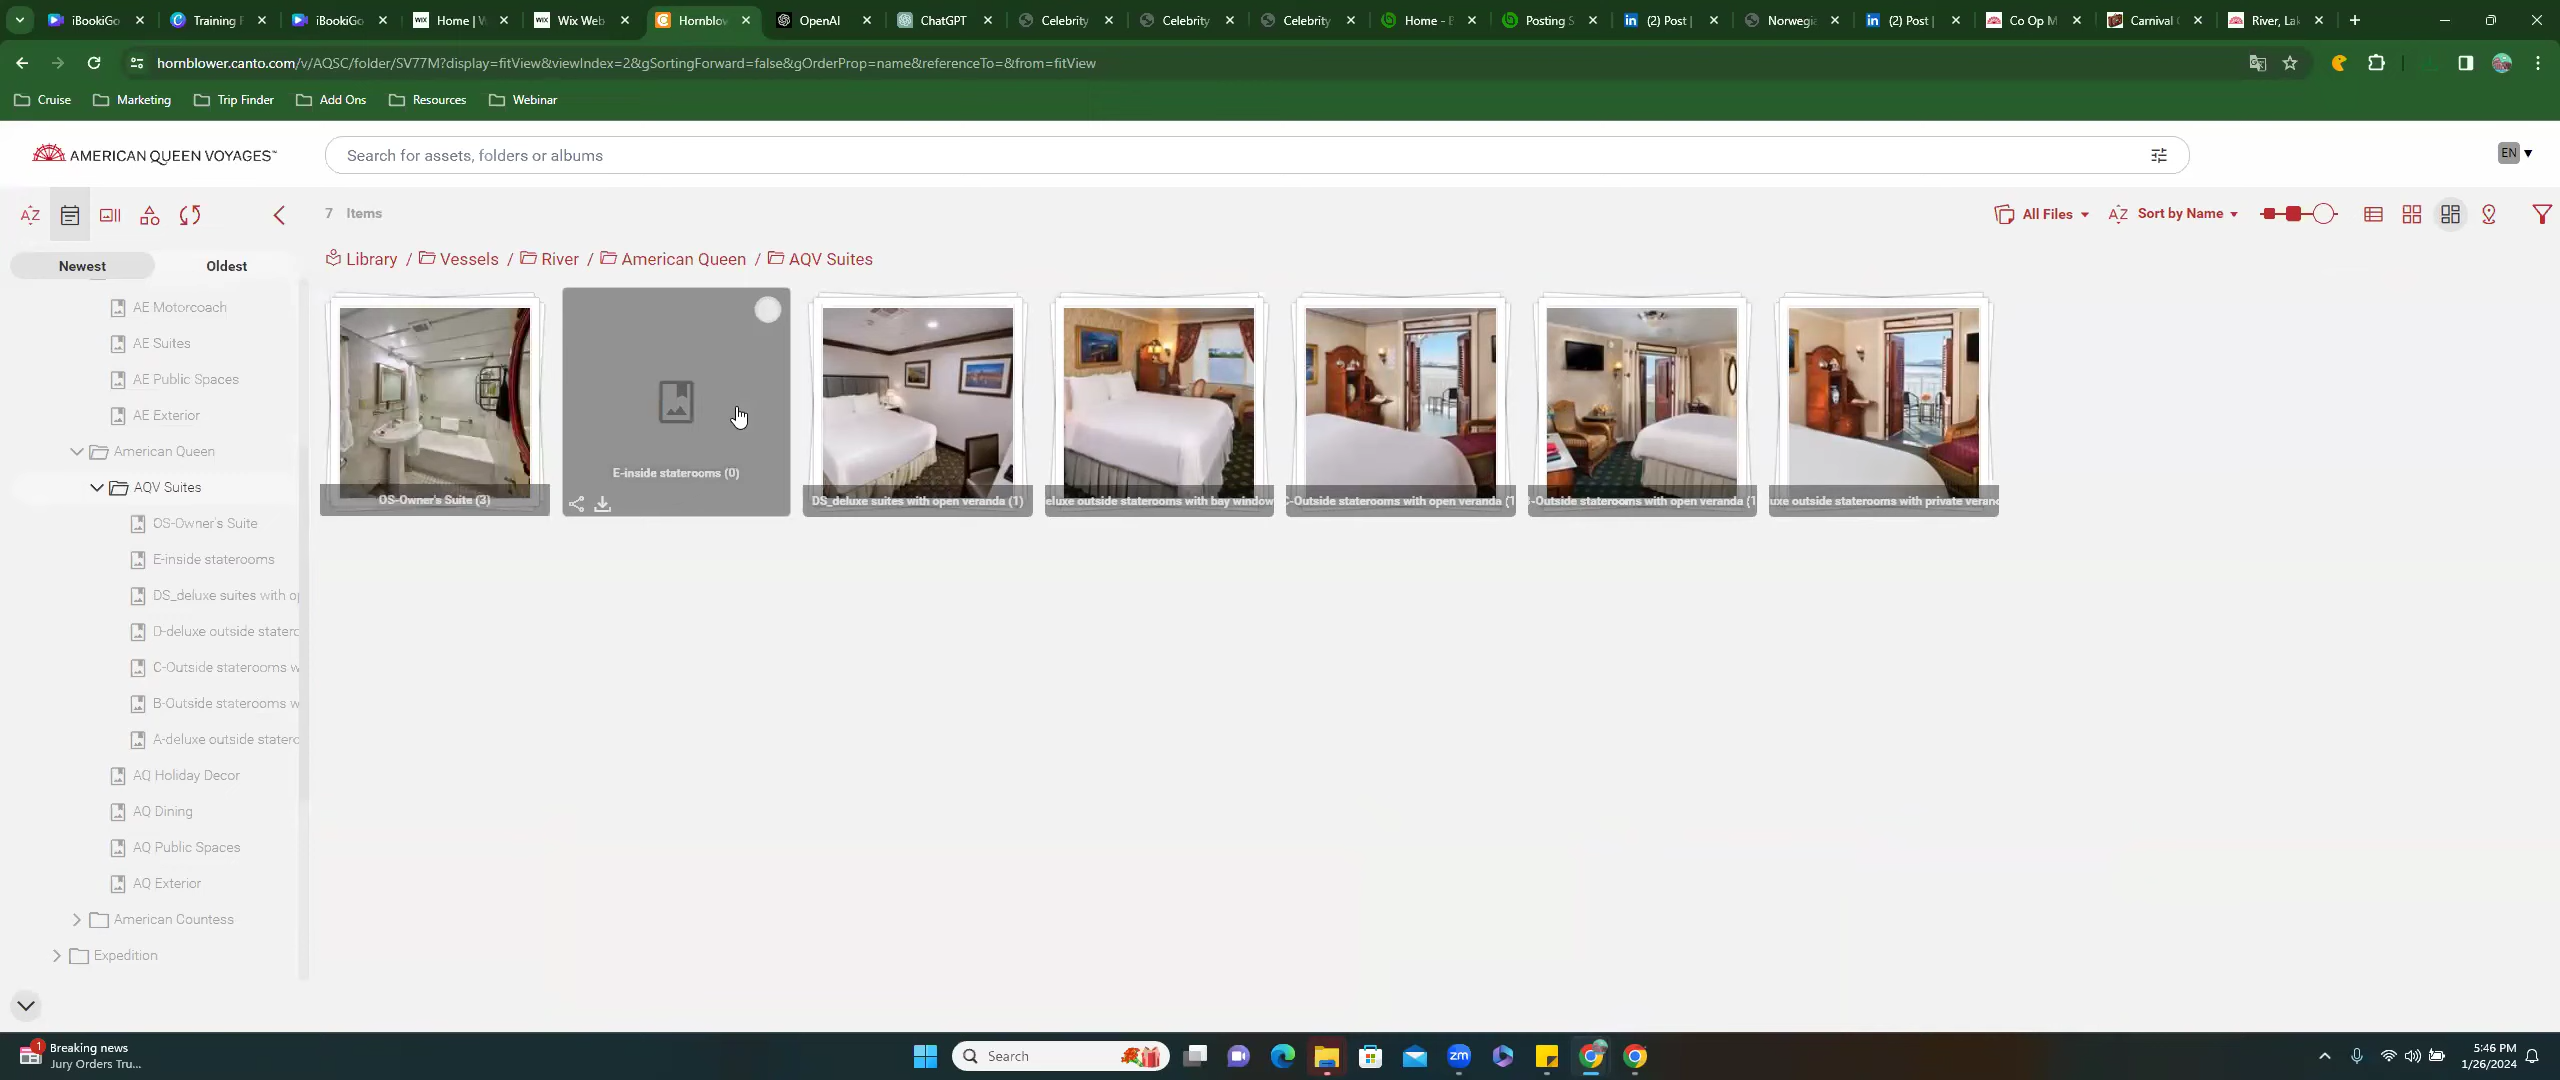 iBookiGo
Training F
iBookiGo
WIX Home | W
WIX Wix Web
Hornblow
OpenAI
ChatGPT
Celebrity
Celebrity
Celebrity
Home - B
Posting S
(2) Post |
Norwegia
(2) Post |
Co Op M
Carnival
River, Lak
hornblower.canto.com/v/AQSC/folder/SV77M?display=fitView&viewIndex=2&gSortingForward=false&gOrderProp=name&referenceTo=&from=fitView
Cruise
Marketing
Trip Finder
Add Ons
Resources
Webinar
AMERICAN QUEEN VOYAGES™
Search for assets, folders or albums
EN
7 Items
All Files
Sort by Name
Newest
Oldest
Library / Vessels / River / American Queen / AQV Suites
AE Motorcoach
AE Suites
AE Public Spaces
AE Exterior
American Queen
AQV Suites
OS-Owner's Suite
E-inside staterooms
DS_deluxe suites with op
D-deluxe outside staterc
C-Outside staterooms w
B-Outside staterooms w
A-deluxe outside staterc
AQ Holiday Decor
AQ Dining
AQ Public Spaces
AQ Exterior
American Countess
Expedition
OS-Owner's Suite (3)
E-inside staterooms (0)
DS_deluxe suites with open veranda (1)
eluxe outside staterooms with bay window
C-Outside staterooms with open veranda (1
B-Outside staterooms with open veranda (1
uxe outside staterooms with private veranc
1
Breaking news
Jury Orders Tru...
Search
zm
5:46 PM
1/26/2024